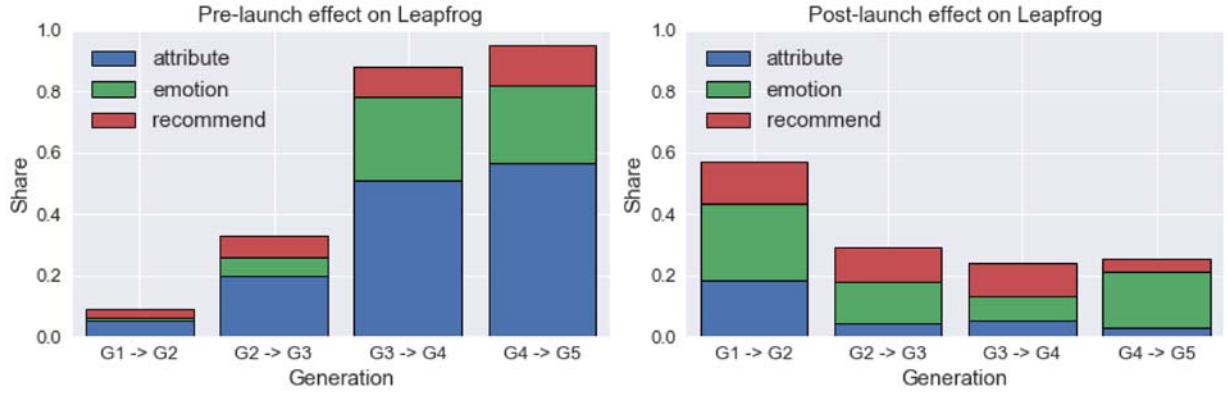 Pre-launch effect on Leapfrog
1.0
0.8
0.6
0.4
0.2
0.0
Share
attribute
emotion
recommend
G1 -> G2 G2 -> G3 G3 -> G4 G4 -> G5
Generation
Post-launch effect on Leapfrog
1.0
0.8
0.6
0.4
0.2
0.0
Share
attribute
emotion
recommend
G1 -> G2 G2 -> G3 G3 -> G4 G4 -> G5
Generation